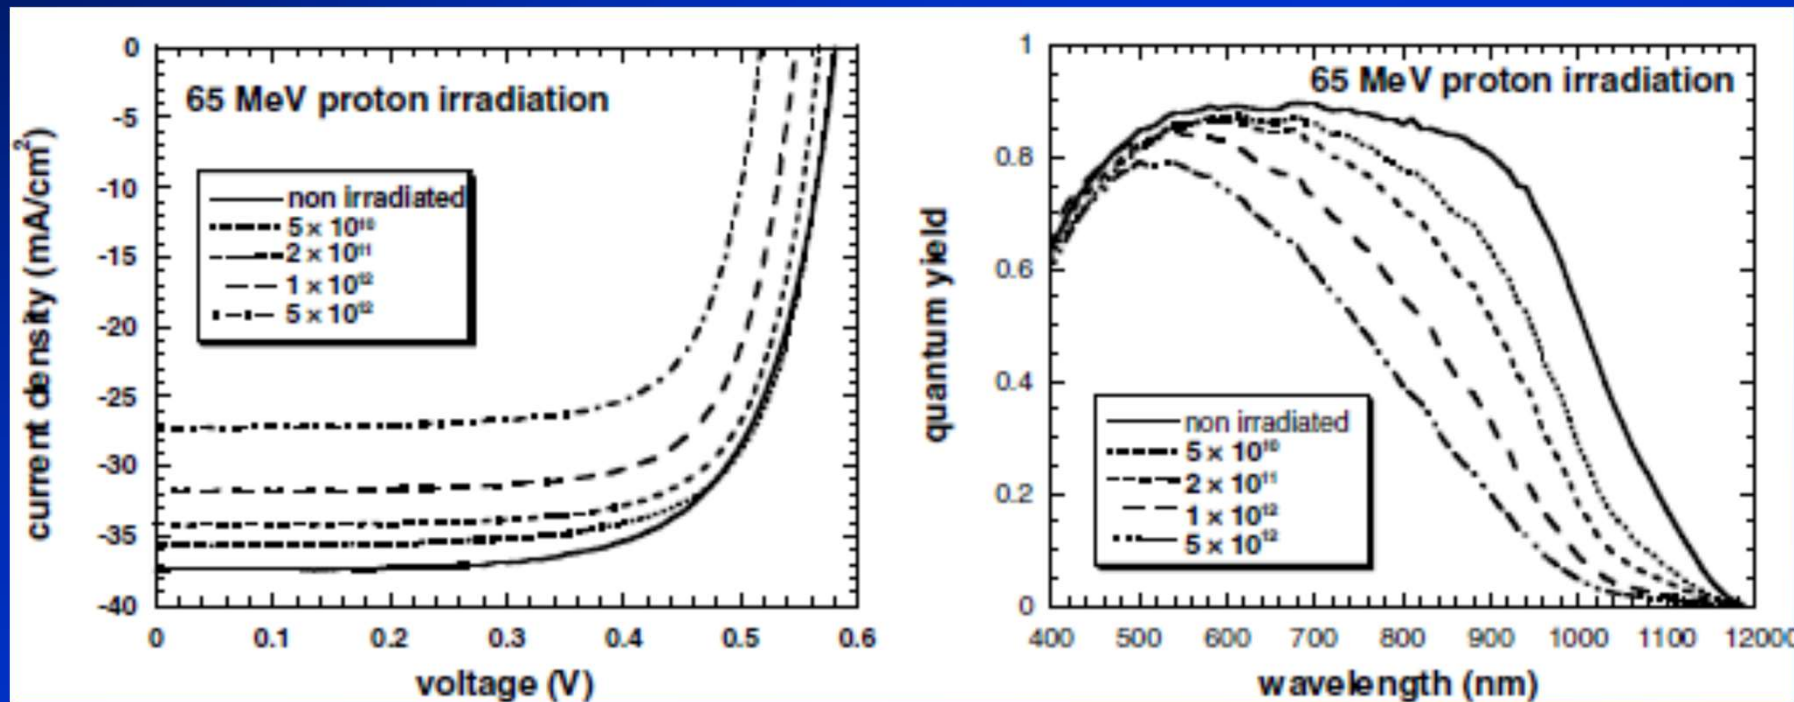 65 MeV proton irradiation
current density (mA/cm²)
0
-5
-10
-15
-20
-25
-30
-35
-40
non irradiated
5 × 10¹⁰
2 × 10¹¹
1 × 10¹²
5 × 10¹²
0 0.1 0.2 0.3 0.4 0.5 0.6
voltage (V)
65 MeV proton irradiation
quantum yield
1
0.8
0.6
0.4
0.2
0
non irradiated
5 × 10¹⁰
2 × 10¹¹
1 × 10¹²
5 × 10¹²
400 500 600 700 800 900 1000 1100 12000
wavelength (nm)